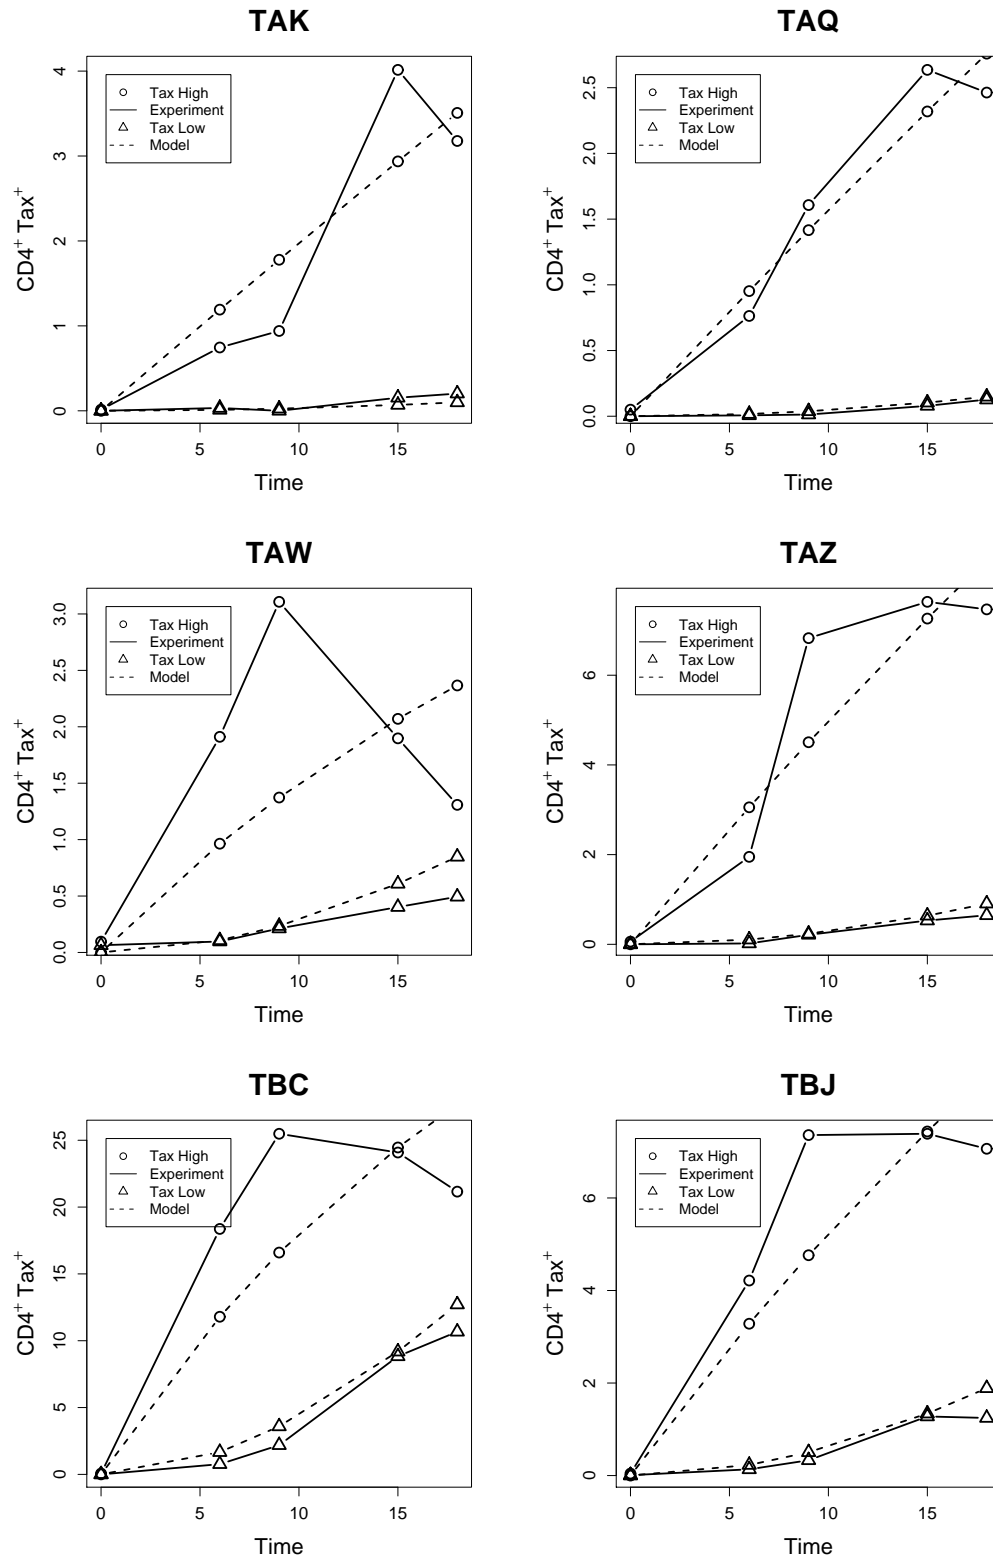 TAK
4
3
2
1
0
CD4+ Tax+
Tax High
Experiment
Tax Low
Model
0 5 10 15
Time
TAQ
2.5
2.0
1.5
1.0
0.5
0.0
CD4+ Tax+
Tax High
Experiment
Tax Low
Model
0 5 10 15
Time
TAW
3.0
2.5
2.0
1.5
1.0
0.5
0.0
CD4+ Tax+
Tax High
Experiment
Tax Low
Model
0 5 10 15
Time
TAZ
6
4
2
0
CD4+ Tax+
Tax High
Experiment
Tax Low
Model
0 5 10 15
Time
TBC
25
20
15
10
5
0
CD4+ Tax+
Tax High
Experiment
Tax Low
Model
0 5 10 15
Time
TBJ
6
4
2
0
CD4+ Tax+
Tax High
Experiment
Tax Low
Model
0 5 10 15
Time